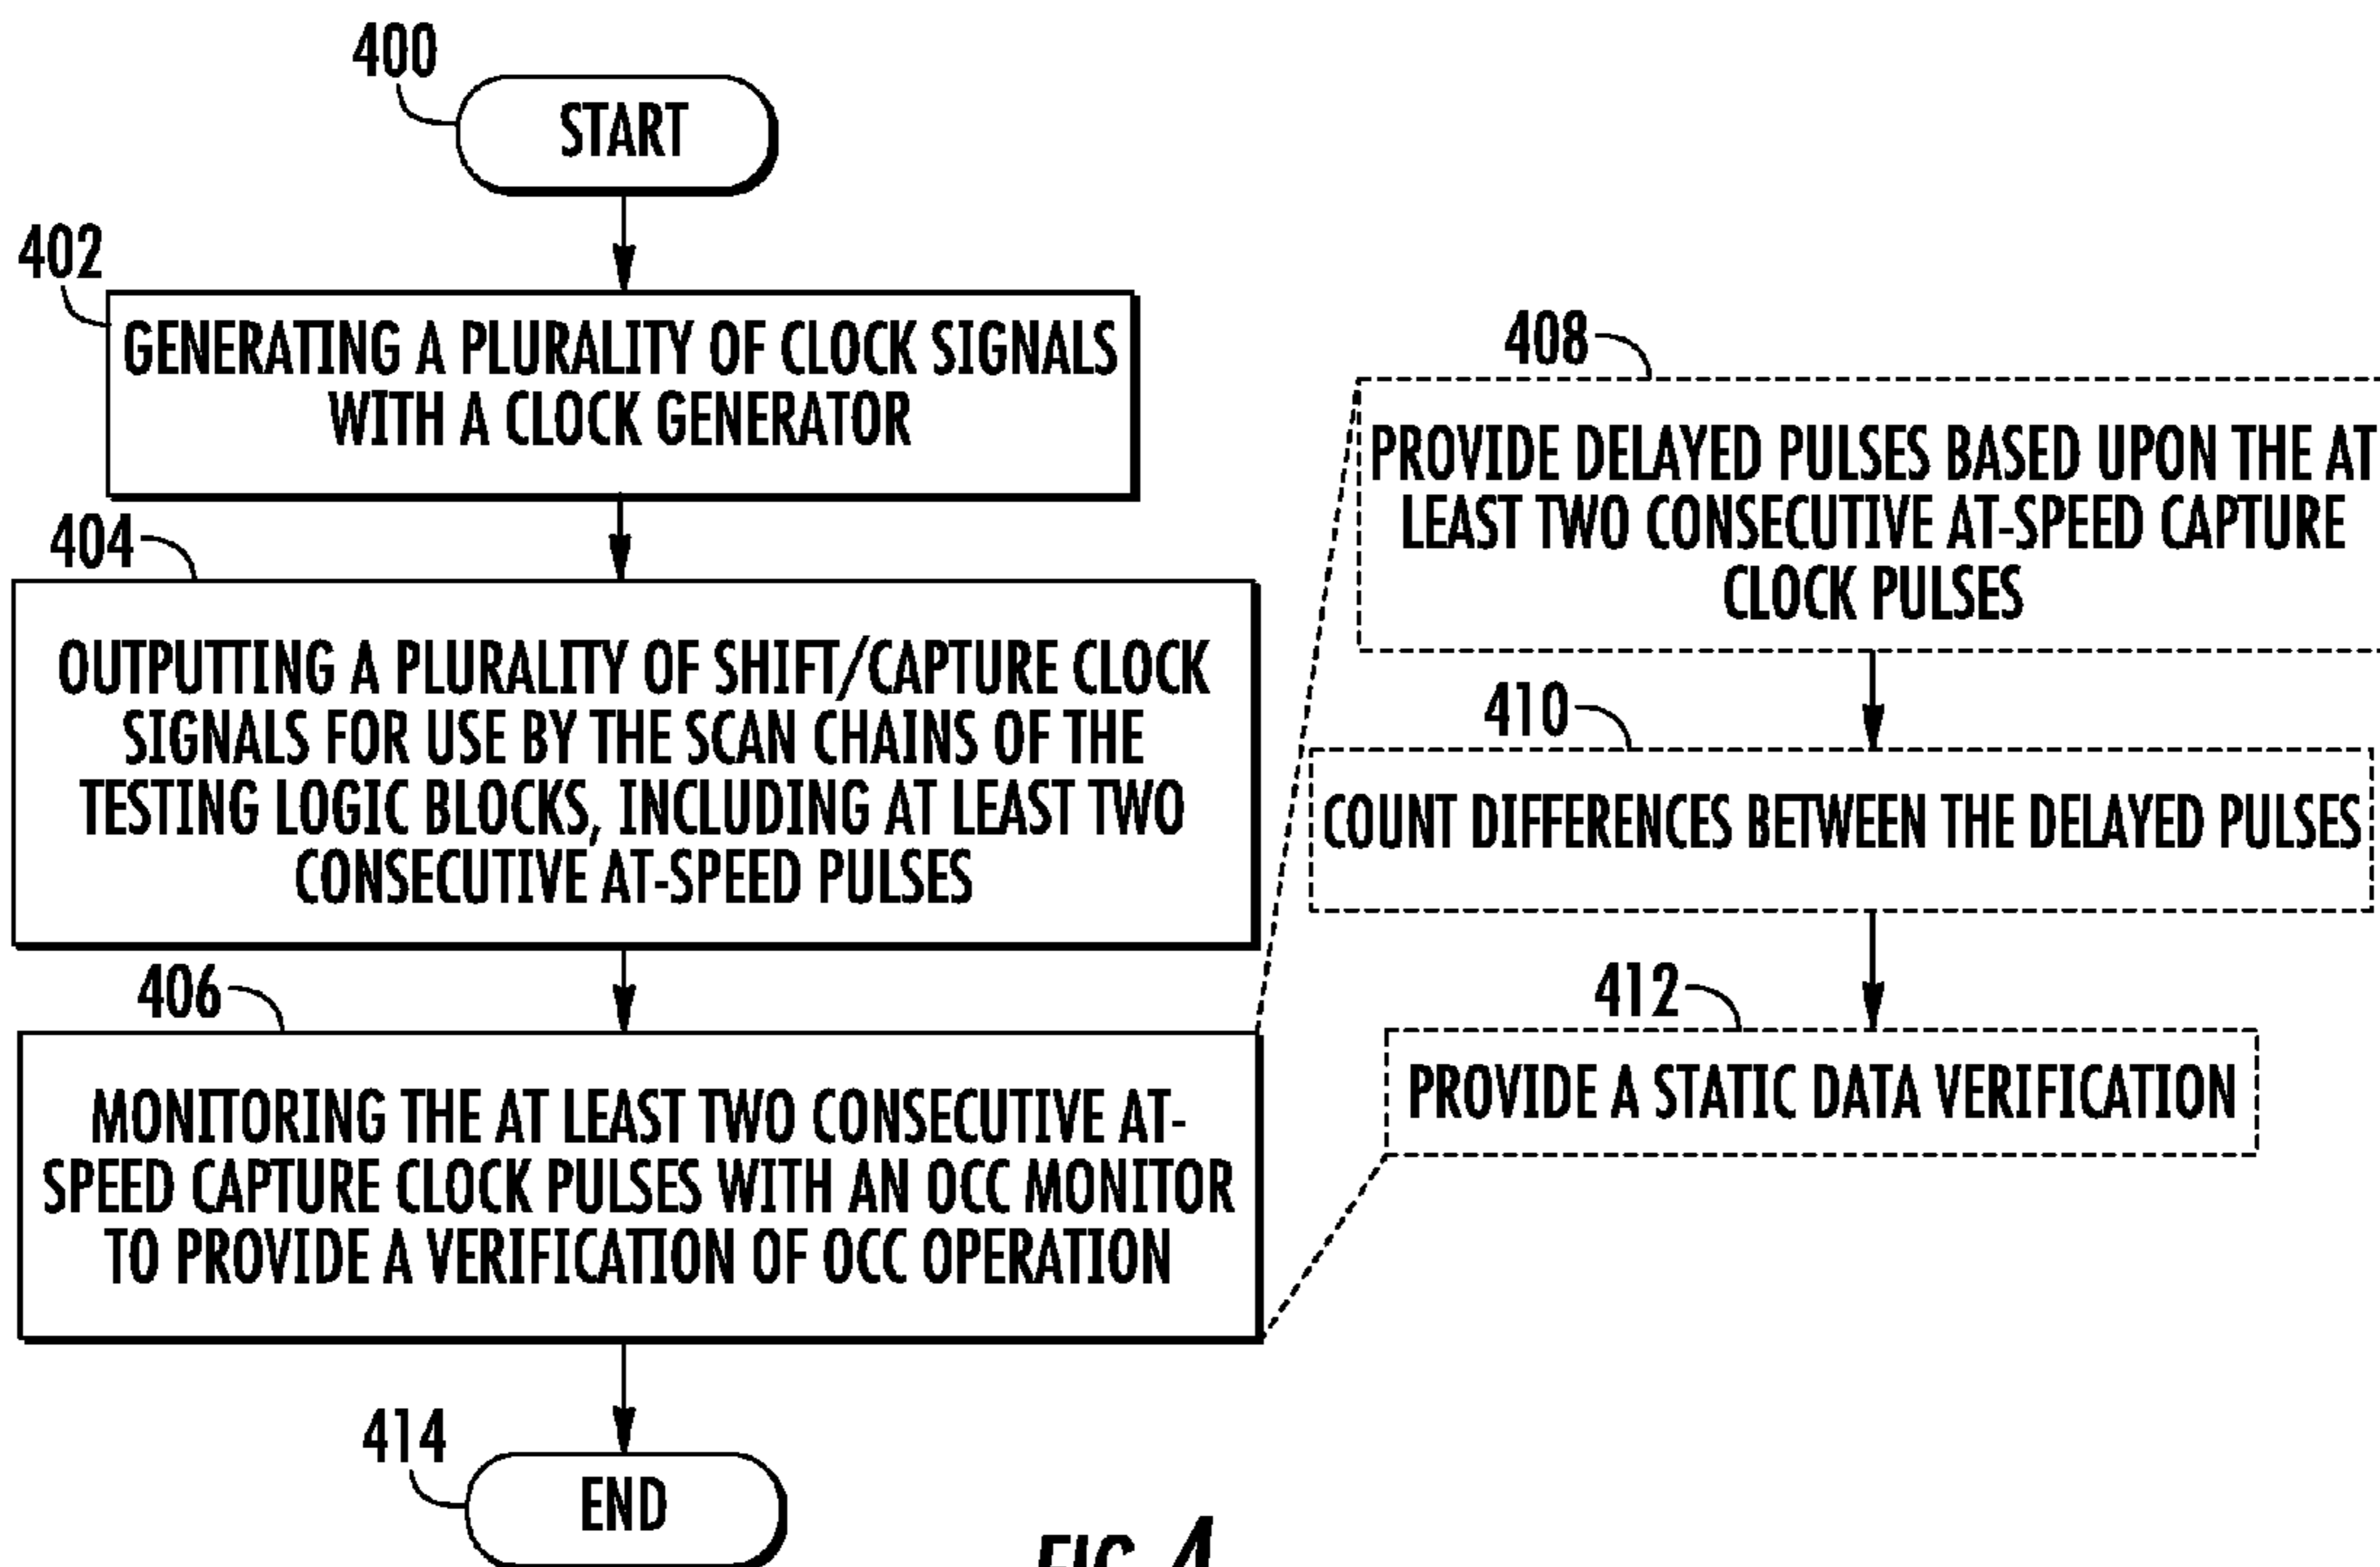 400
START
402
GENERATING A PLURALITY OF CLOCK SIGNALS
WITH A CLOCK GENERATOR
404
OUTPUTTING A PLURALITY OF SHIFT/CAPTURE CLOCK
SIGNALS FOR USE BY THE SCAN CHAINS OF THE
TESTING LOGIC BLOCKS, INCLUDING AT LEAST TWO
CONSECUTIVE AT-SPEED PULSES
406
MONITORING THE AT LEAST TWO CONSECUTIVE AT-
SPEED CAPTURE CLOCK PULSES WITH AN OCC MONITOR
TO PROVIDE A VERIFICATION OF OCC OPERATION
414
END
408
PROVIDE DELAYED PULSES BASED UPON THE AT
LEAST TWO CONSECUTIVE AT-SPEED CAPTURE
CLOCK PULSES
410
COUNT DIFFERENCES BETWEEN THE DELAYED PULSES
412
PROVIDE A STATIC DATA VERIFICATION
FIG. 4